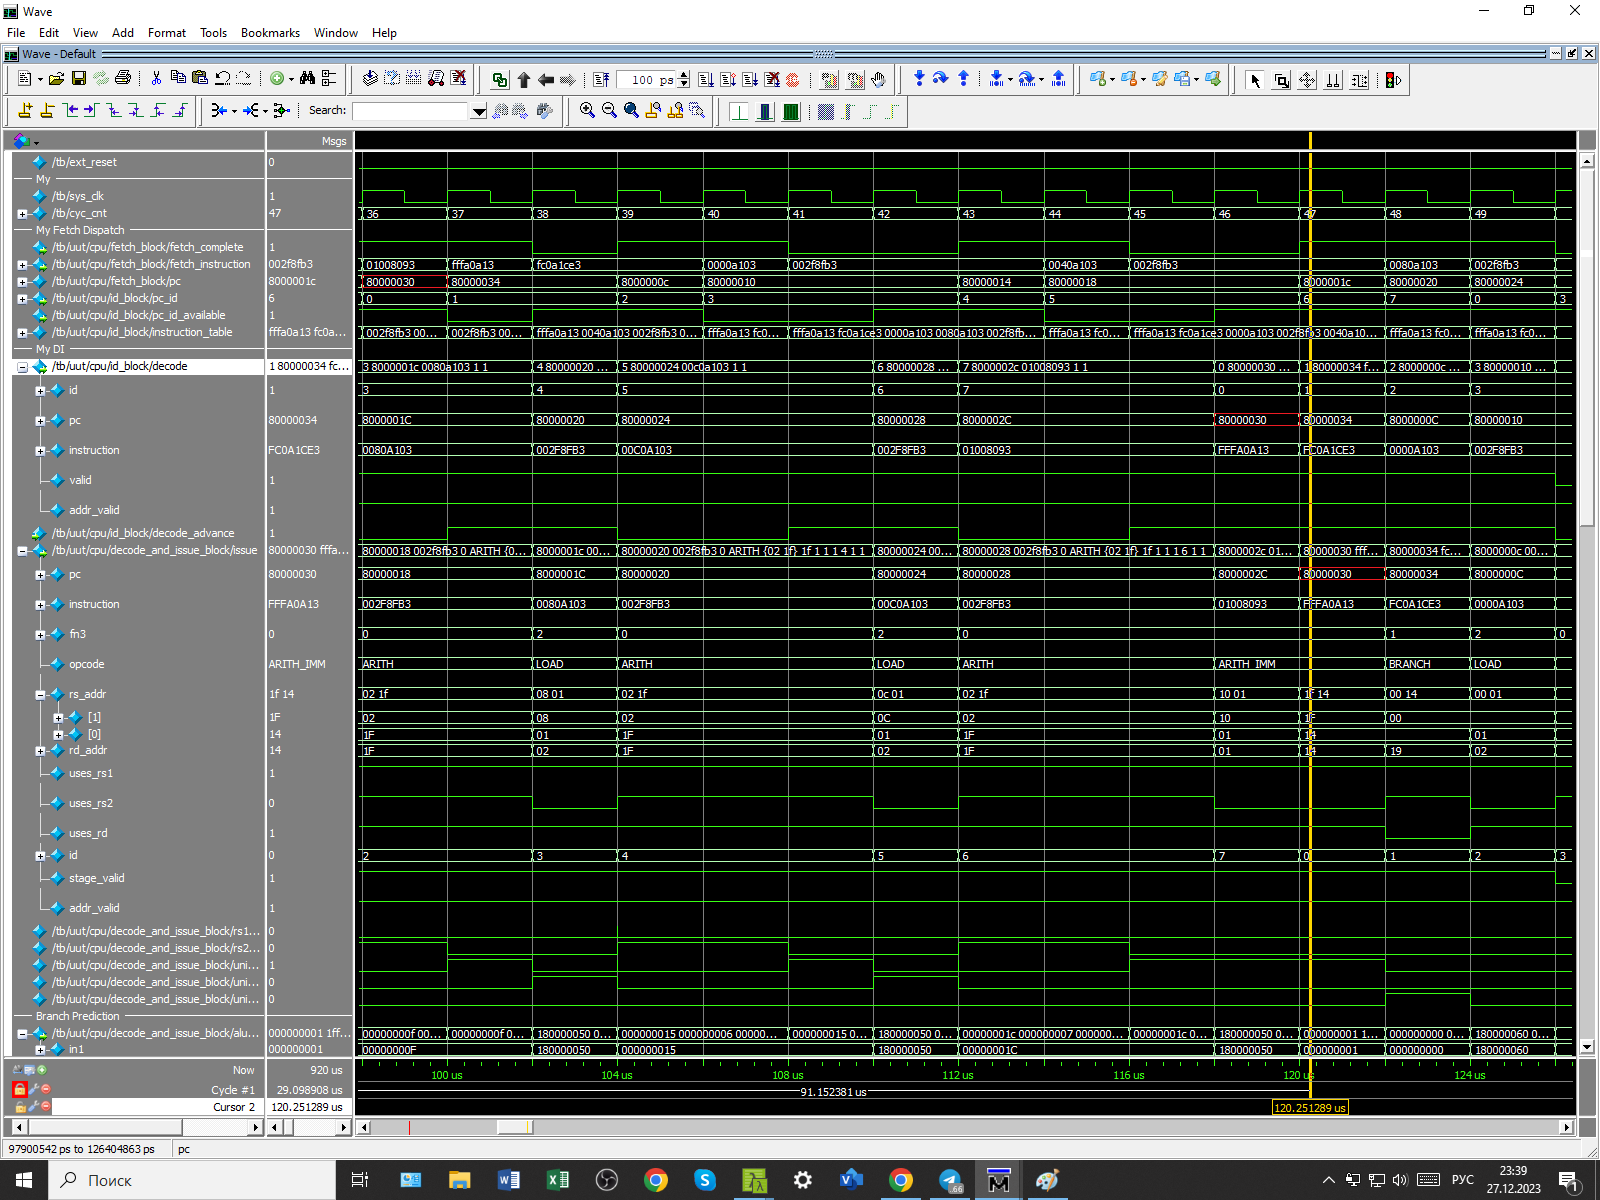 Wave
File Edit View Add Format Tools Bookmarks Window Help
Wave - Default
100 ps
Search:
Msgs
/tb/ext_reset 0
My
/tb/sys_clk 1
/tb/cyc_cnt 47 36 37 38 39 40 41 42 43 44 45 46 47 48 49
My Fetch Dispatch
/tb/uut/cpu/fetch_block/fetch_complete 1
/tb/uut/cpu/fetch_block/fetch_instruction 002f8fb3 01008093 fffa0a13 fc0a1ce3 0000a103 002f8fb3 0040a103 002f8fb3 0080a103 002f8fb3
/tb/uut/cpu/fetch_block/pc 8000001c 80000030 80000034 8000000c 80000010 80000014 80000018 8000001c 80000020 80000024
/tb/uut/cpu/id_block/pc_id 6 0 1 2 3 4 5 6 7 0 3
/tb/uut/cpu/id_block/pc_id_available 1
/tb/uut/cpu/id_block/instruction_table fffa0a13 fc0a... 002f8fb3 00... 002f8fb3 00... fffa0a13 0040a103 002f8fb3 0... fffa0a13 fc0... fffa0a13 fc0a1ce3 0000a103 0080a103 002f8fb... fffa0a13 fc0... fffa0a13 fc0a1ce3 0000a103 002f8fb3 0040a10... fffa0a13 fc0... fffa0a13 fc0...
My DI
/tb/uut/cpu/id_block/decode 1 80000034 fc... 3 8000001c 0080a103 1 1 4 80000020 ... 5 80000024 00c0a103 1 1 6 80000028 ... 7 8000002c 01008093 1 1 0 80000030 ... 1 80000034 f... 2 8000000c ... 3 80000010 ...
id 1 3 4 5 6 7 0 1 2 3
pc 80000034 8000001C 80000020 80000024 80000028 8000002C 80000030 80000034 8000000C 80000010
instruction FC0A1CE3 0080A103 002F8FB3 00C0A103 002F8FB3 01008093 FFFA0A13 FC0A1CE3 0000A103 002F8FB3
valid 1
addr_valid 1
/tb/uut/cpu/id_block/decode_advance 1
/tb/uut/cpu/decode_and_issue_block/issue 80000030 fffa... 80000018 002f8fb3 0 ARITH {0... 8000001c 00... 80000020 002f8fb3 0 ARITH {02 1f} 1f 1 1 1 4 1 1 80000024 00... 80000028 002f8fb3 0 ARITH {02 1f} 1f 1 1 1 6 1 1 8000002c 01... 80000030 fff... 80000034 fc... 8000000c 00...
pc 80000030 80000018 8000001C 80000020 80000024 80000028 8000002C 80000030 80000034 8000000C
instruction FFFA0A13 002F8FB3 0080A103 002F8FB3 00C0A103 002F8FB3 01008093 FFFA0A13 FC0A1CE3 0000A103
fn3 0 0 2 0 2 0 1 2 0
opcode ARITH_IMM ARITH LOAD ARITH LOAD ARITH ARITH_IMM BRANCH LOAD
rs_addr 1f 14 02 1f 08 01 02 1f 0c 01 02 1f 10 01 1f 14 00 14 00 01
[1] 1F 02 08 02 0C 02 10 1F 00
[0] 14 1F 01 1F 01 1F 01 14 01
rd_addr 14 1F 02 1F 02 1F 01 14 19 02
uses_rs1 1
uses_rs2 0
uses_rd 1
id 0 2 3 4 5 6 7 0 1 2 3
stage_valid 1
addr_valid 1
/tb/uut/cpu/decode_and_issue_block/rs1... 0
/tb/uut/cpu/decode_and_issue_block/rs2... 0
/tb/uut/cpu/decode_and_issue_block/uni... 1
/tb/uut/cpu/decode_and_issue_block/uni... 0
/tb/uut/cpu/decode_and_issue_block/uni... 0
Branch Prediction
/tb/uut/cpu/decode_and_issue_block/alu... 000000001 1ff... 00000000f 00... 00000000f 0... 180000050 0... 000000015 000000006 00000... 000000015 0... 180000050 0... 00000001c 000000007 000000... 00000001c 0... 180000050 0... 000000001 1... 000000000 0... 180000060 0...
in1 000000001 00000000F 180000050 000000015 180000050 00000001C 180000050 000000001 000000000 180000060
Now 920 us 100 us 104 us 108 us 112 us 116 us 120 us 124 us
Cycle #1 29.098908 us 91.152381 us
Cursor 2 120.251289 us 120.251289 us
97900542 ps to 126404863 ps pc
Поиск
66
РУС
23:39
27.12.2023
1